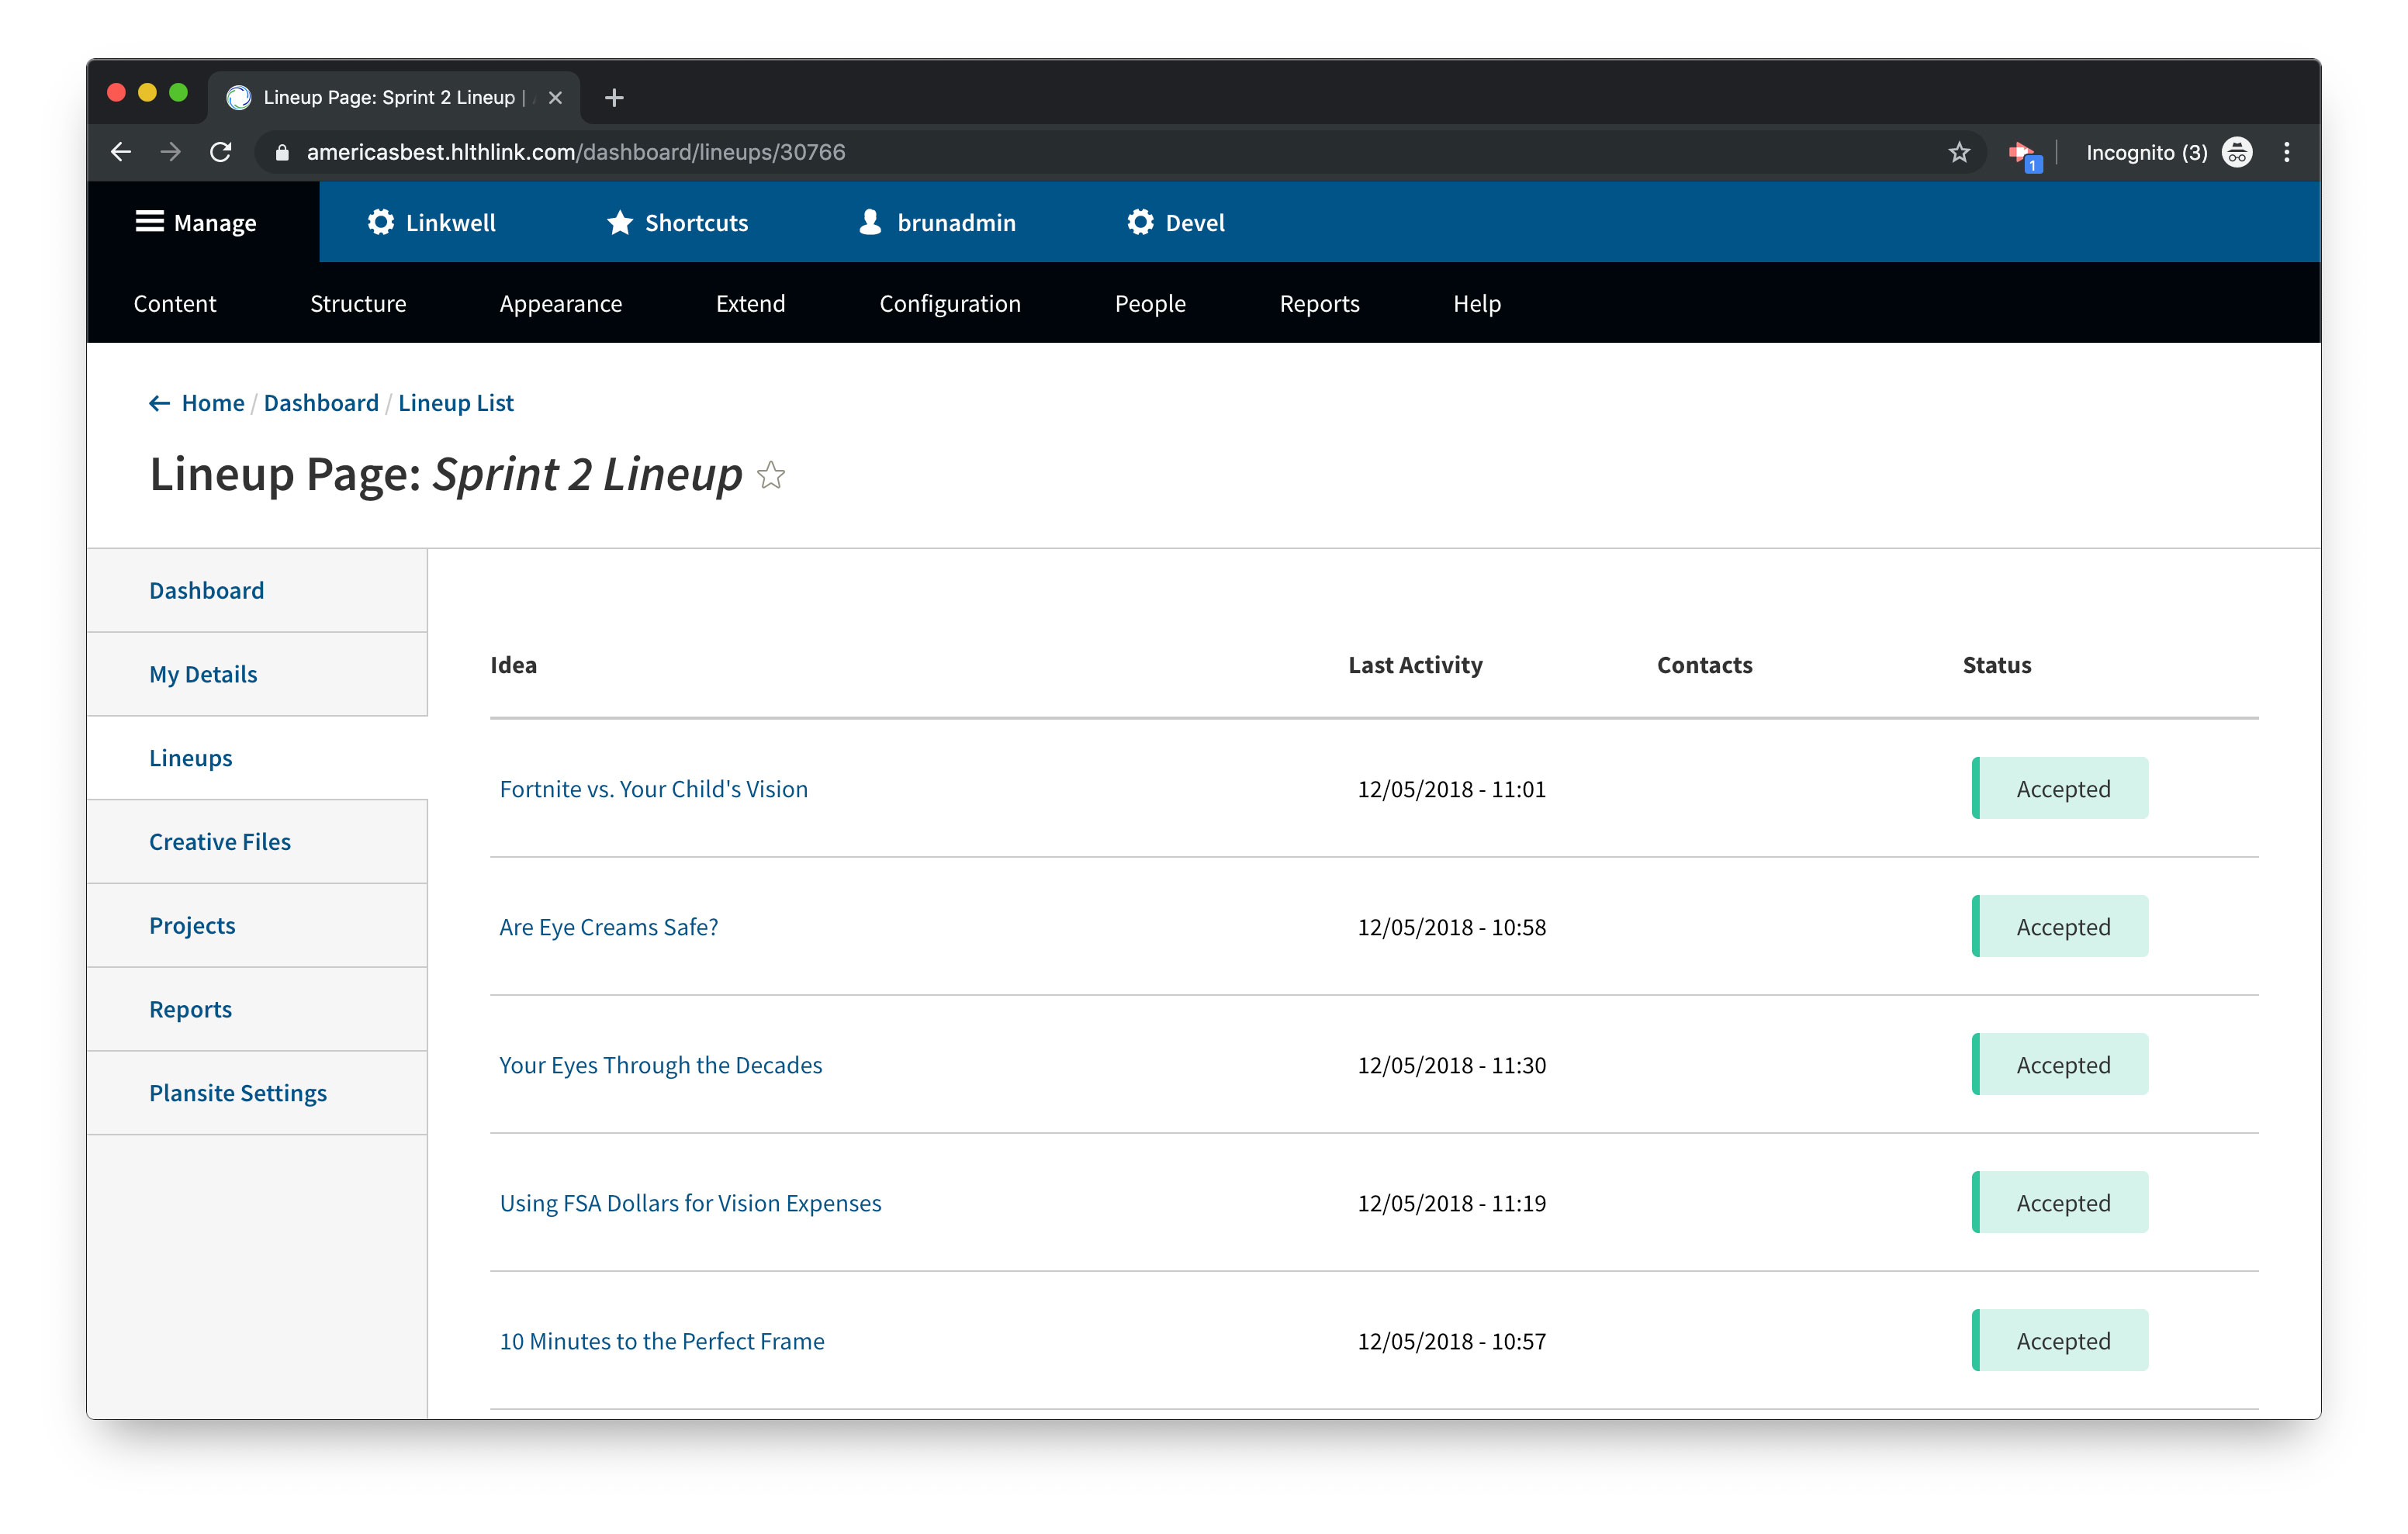 Lineup Page: Sprint 2 Lineup |
americasbest.hlthlink.com/dashboard/lineups/30766
1
Incognito (3)
Manage Linkwell Shortcuts brunadmin Devel
Content Structure Appearance Extend Configuration People Reports Help
Home / Dashboard / Lineup List
Lineup Page: Sprint 2 Lineup
Dashboard
My Details
Lineups
Creative Files
Projects
Reports
Plansite Settings
Idea Last Activity Contacts Status
Fortnite vs. Your Child's Vision 12/05/2018 - 11:01 Accepted
Are Eye Creams Safe? 12/05/2018 - 10:58 Accepted
Your Eyes Through the Decades 12/05/2018 - 11:30 Accepted
Using FSA Dollars for Vision Expenses 12/05/2018 - 11:19 Accepted
10 Minutes to the Perfect Frame 12/05/2018 - 10:57 Accepted